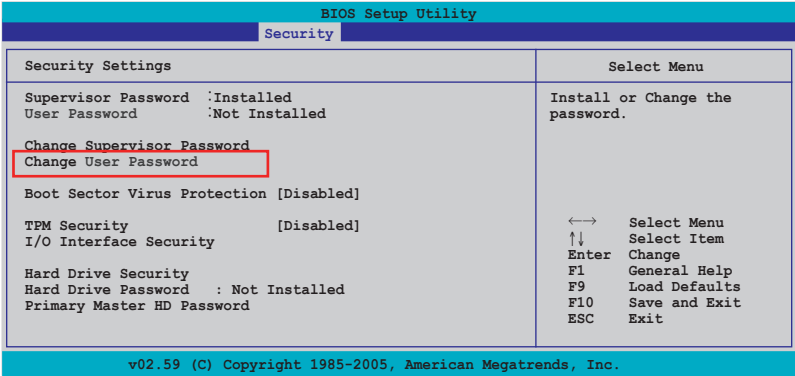 BIOS Setup Utility
Security
Security Settings
Supervisor Password :Installed
User Password :Not Installed
Change Supervisor Password
Change User Password
Boot Sector Virus Protection [Disabled]
TPM Security [Disabled]
I/O Interface Security
Hard Drive Security
Hard Drive Password : Not Installed
Primary Master HD Password
Select Menu
Install or Change the
password.
←→ Select Menu
↑↓ Select Item
Enter Change
F1 General Help
F9 Load Defaults
F10 Save and Exit
ESC Exit
v02.59 (C) Copyright 1985-2005, American Megatrends, Inc.